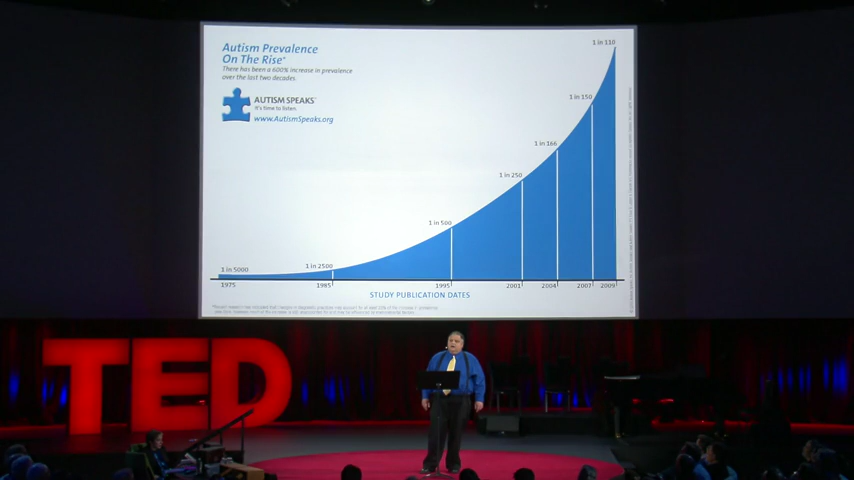 Autism Prevalence
On The Rise*
There has been a 600% increase in prevalence
over the last two decades.
AUTISM SPEAKS™
It's time to listen.
www.AutismSpeaks.org
1 in 5000
1 in 2500
1 in 500
1 in 250
1 in 166
1 in 150
1 in 110
1975
1985
1995
2001
2004
2007
2009
STUDY PUBLICATION DATES
TED